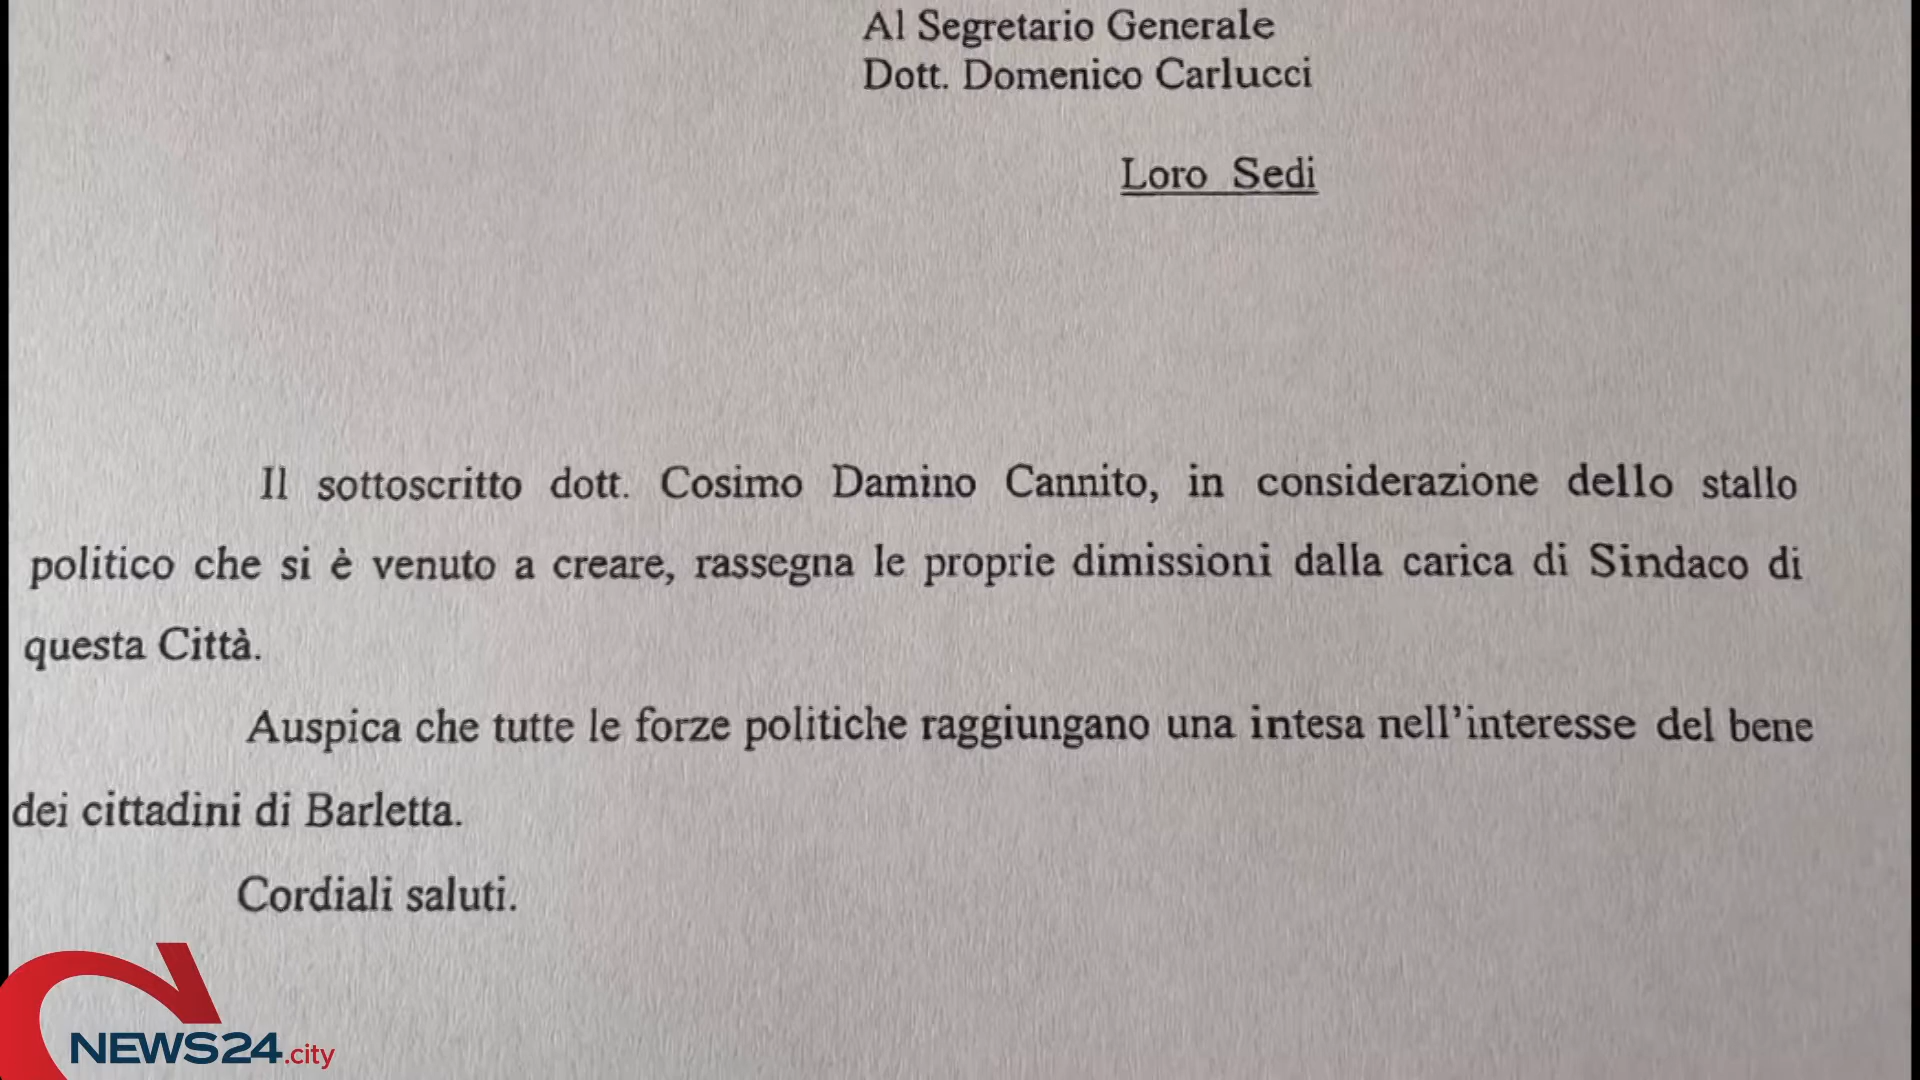 Al Segretario Generale
Dott. Domenico Carlucci
Loro Sedi
Il sottoscritto dott. Cosimo Damino Cannito, in considerazione dello stallo
politico che si è venuto a creare, rassegna le proprie dimissioni dalla carica di Sindaco di
questa Città.
Auspica che tutte le forze politiche raggiungano una intesa nell'interesse del bene
dei cittadini di Barletta.
Cordiali saluti.
NEWS24.city